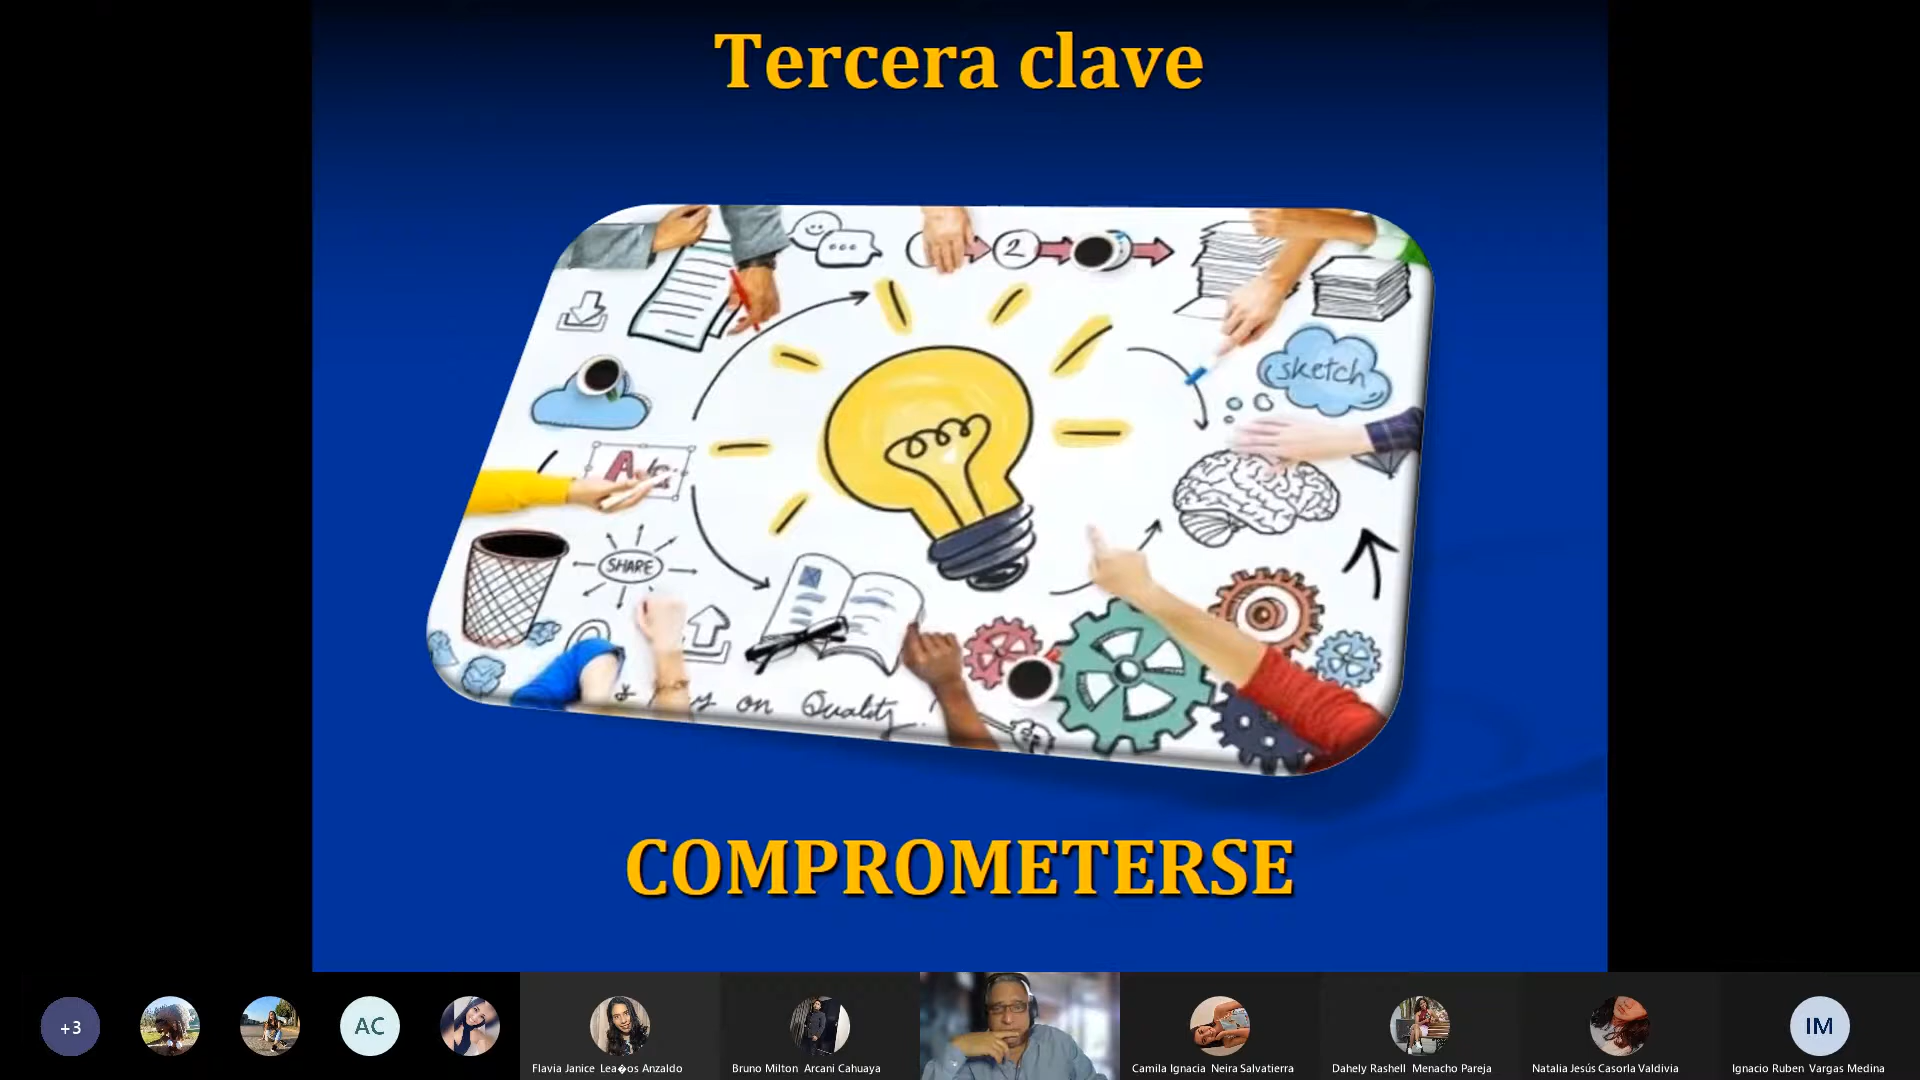 Tercera clave
2
sketch
A
SHARE
on Quality
COMPROMETERSE
+3
AC
Flavia Janice Lea�os Anzaldo
Bruno Milton Arcani Cahuaya
Camila Ignacia Neira Salvatierra
Dahely Rashell Menacho Pareja
Natalia Jesús Casorla Valdivia
IM
Ignacio Ruben Vargas Medina